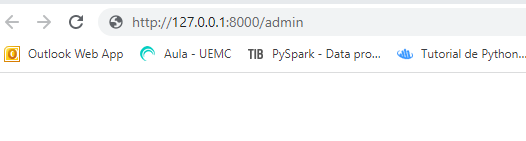 http://127.0.0.1:8000/admin
Outlook Web App Aula - UEMC TIB PySpark - Data pro... Tutorial de Python...